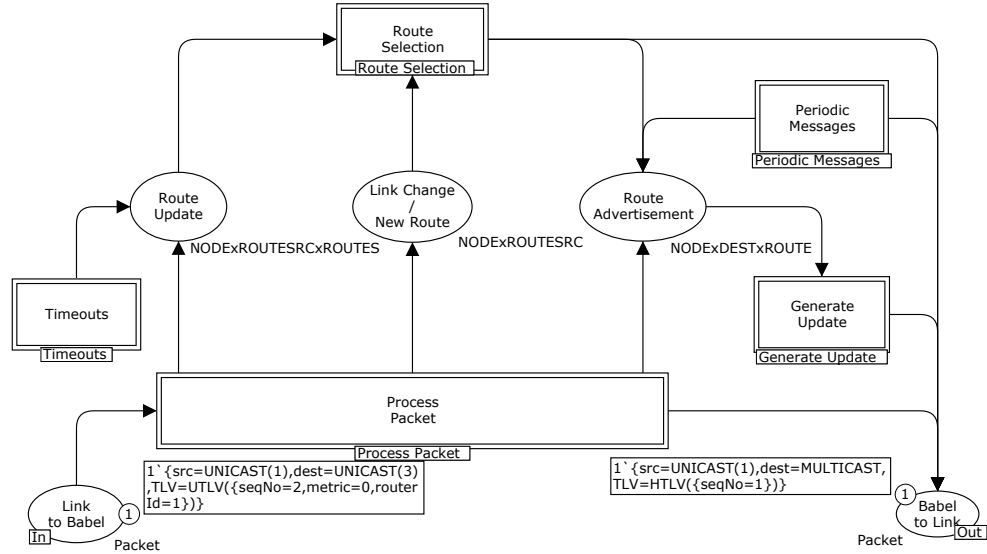 Route
Selection
Route Selection
Periodic
Messages
Periodic Messages
Route
Update
Link Change
/
New Route
Route
Advertisement
NODExROUTESRCxROUTES
NODExROUTESRC
NODExDESTxROUTE
Timeouts
Timeouts
Generate
Update
Generate Update
Process
Packet
Process Packet
1`{src=UNICAST(1),dest=UNICAST(3)
,TLV=UTLV({seqNo=2,metric=0,router
Id=1})}
1`{src=UNICAST(1),dest=MULTICAST,
TLV=HTLV({seqNo=1})}
Link
to Babel
In
1
Packet
1
Babel
to Link
Out
Packet